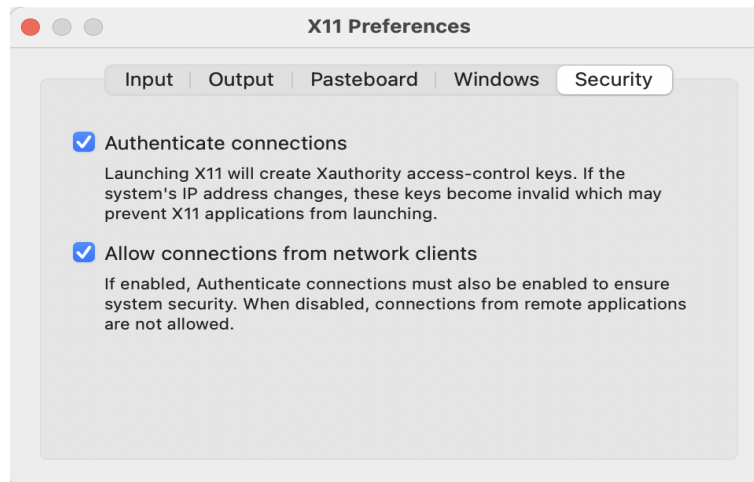 X11 Preferences
Input
Output
Pasteboard
Windows
Security
Authenticate connections
Launching X11 will create Xauthority access-control keys. If the
system's IP address changes, these keys become invalid which may
prevent X11 applications from launching.
Allow connections from network clients
If enabled, Authenticate connections must also be enabled to ensure
system security. When disabled, connections from remote applications
are not allowed.